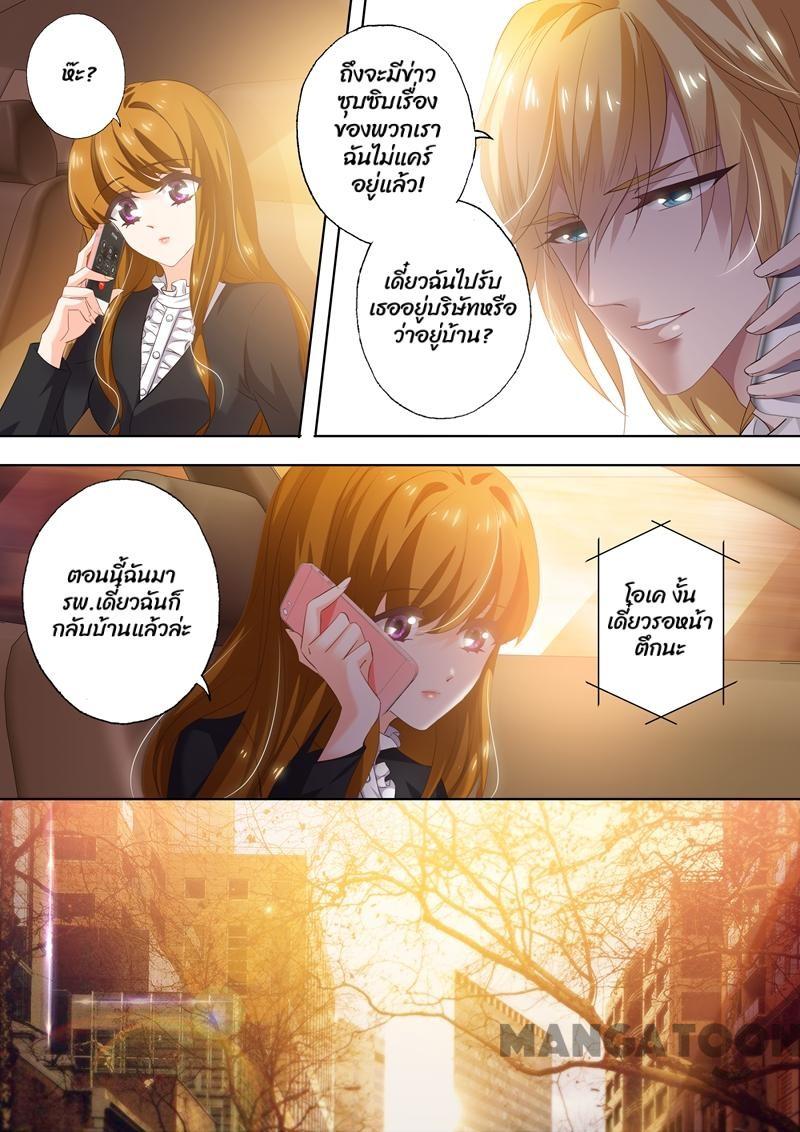 ห๊ะ?
ถึงจะมีข่าว
ซุบซิบเรื่อง
ของพวกเรา
ฉันไม่แคร์
อยู่แล้ว!
เดี๋ยวฉันไปรับ
เธออยู่บริษัทหรือ
ว่าอยู่บ้าน?
ตอนนี้ฉันมา
รพ.เดี๋ยวฉันก็
กลับบ้านแล้วล่ะ
โอเค งั้น
เดี๋ยวรอหน้า
ตึกนะ
MANGATOON